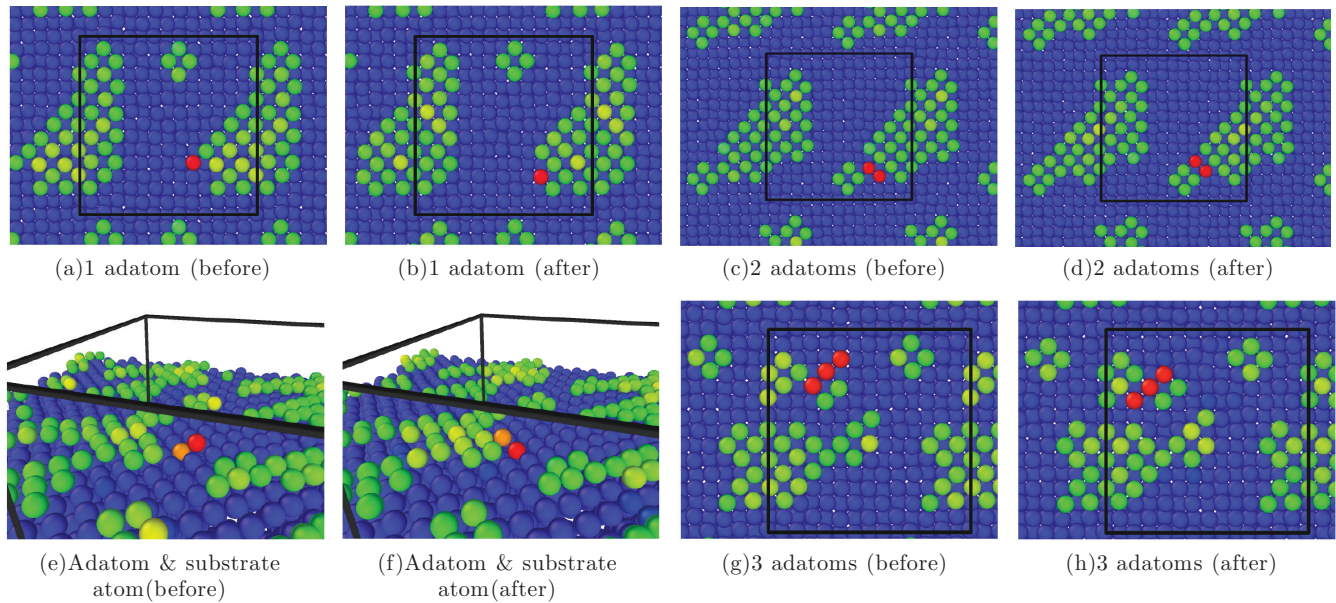 (a)1 adatom (before)
(b)1 adatom (after)
(c)2 adatoms (before)
(d)2 adatoms (after)
(e)Adatom & substrate
atom(before)
(f)Adatom & substrate
atom(after)
(g)3 adatoms (before)
(h)3 adatoms (after)